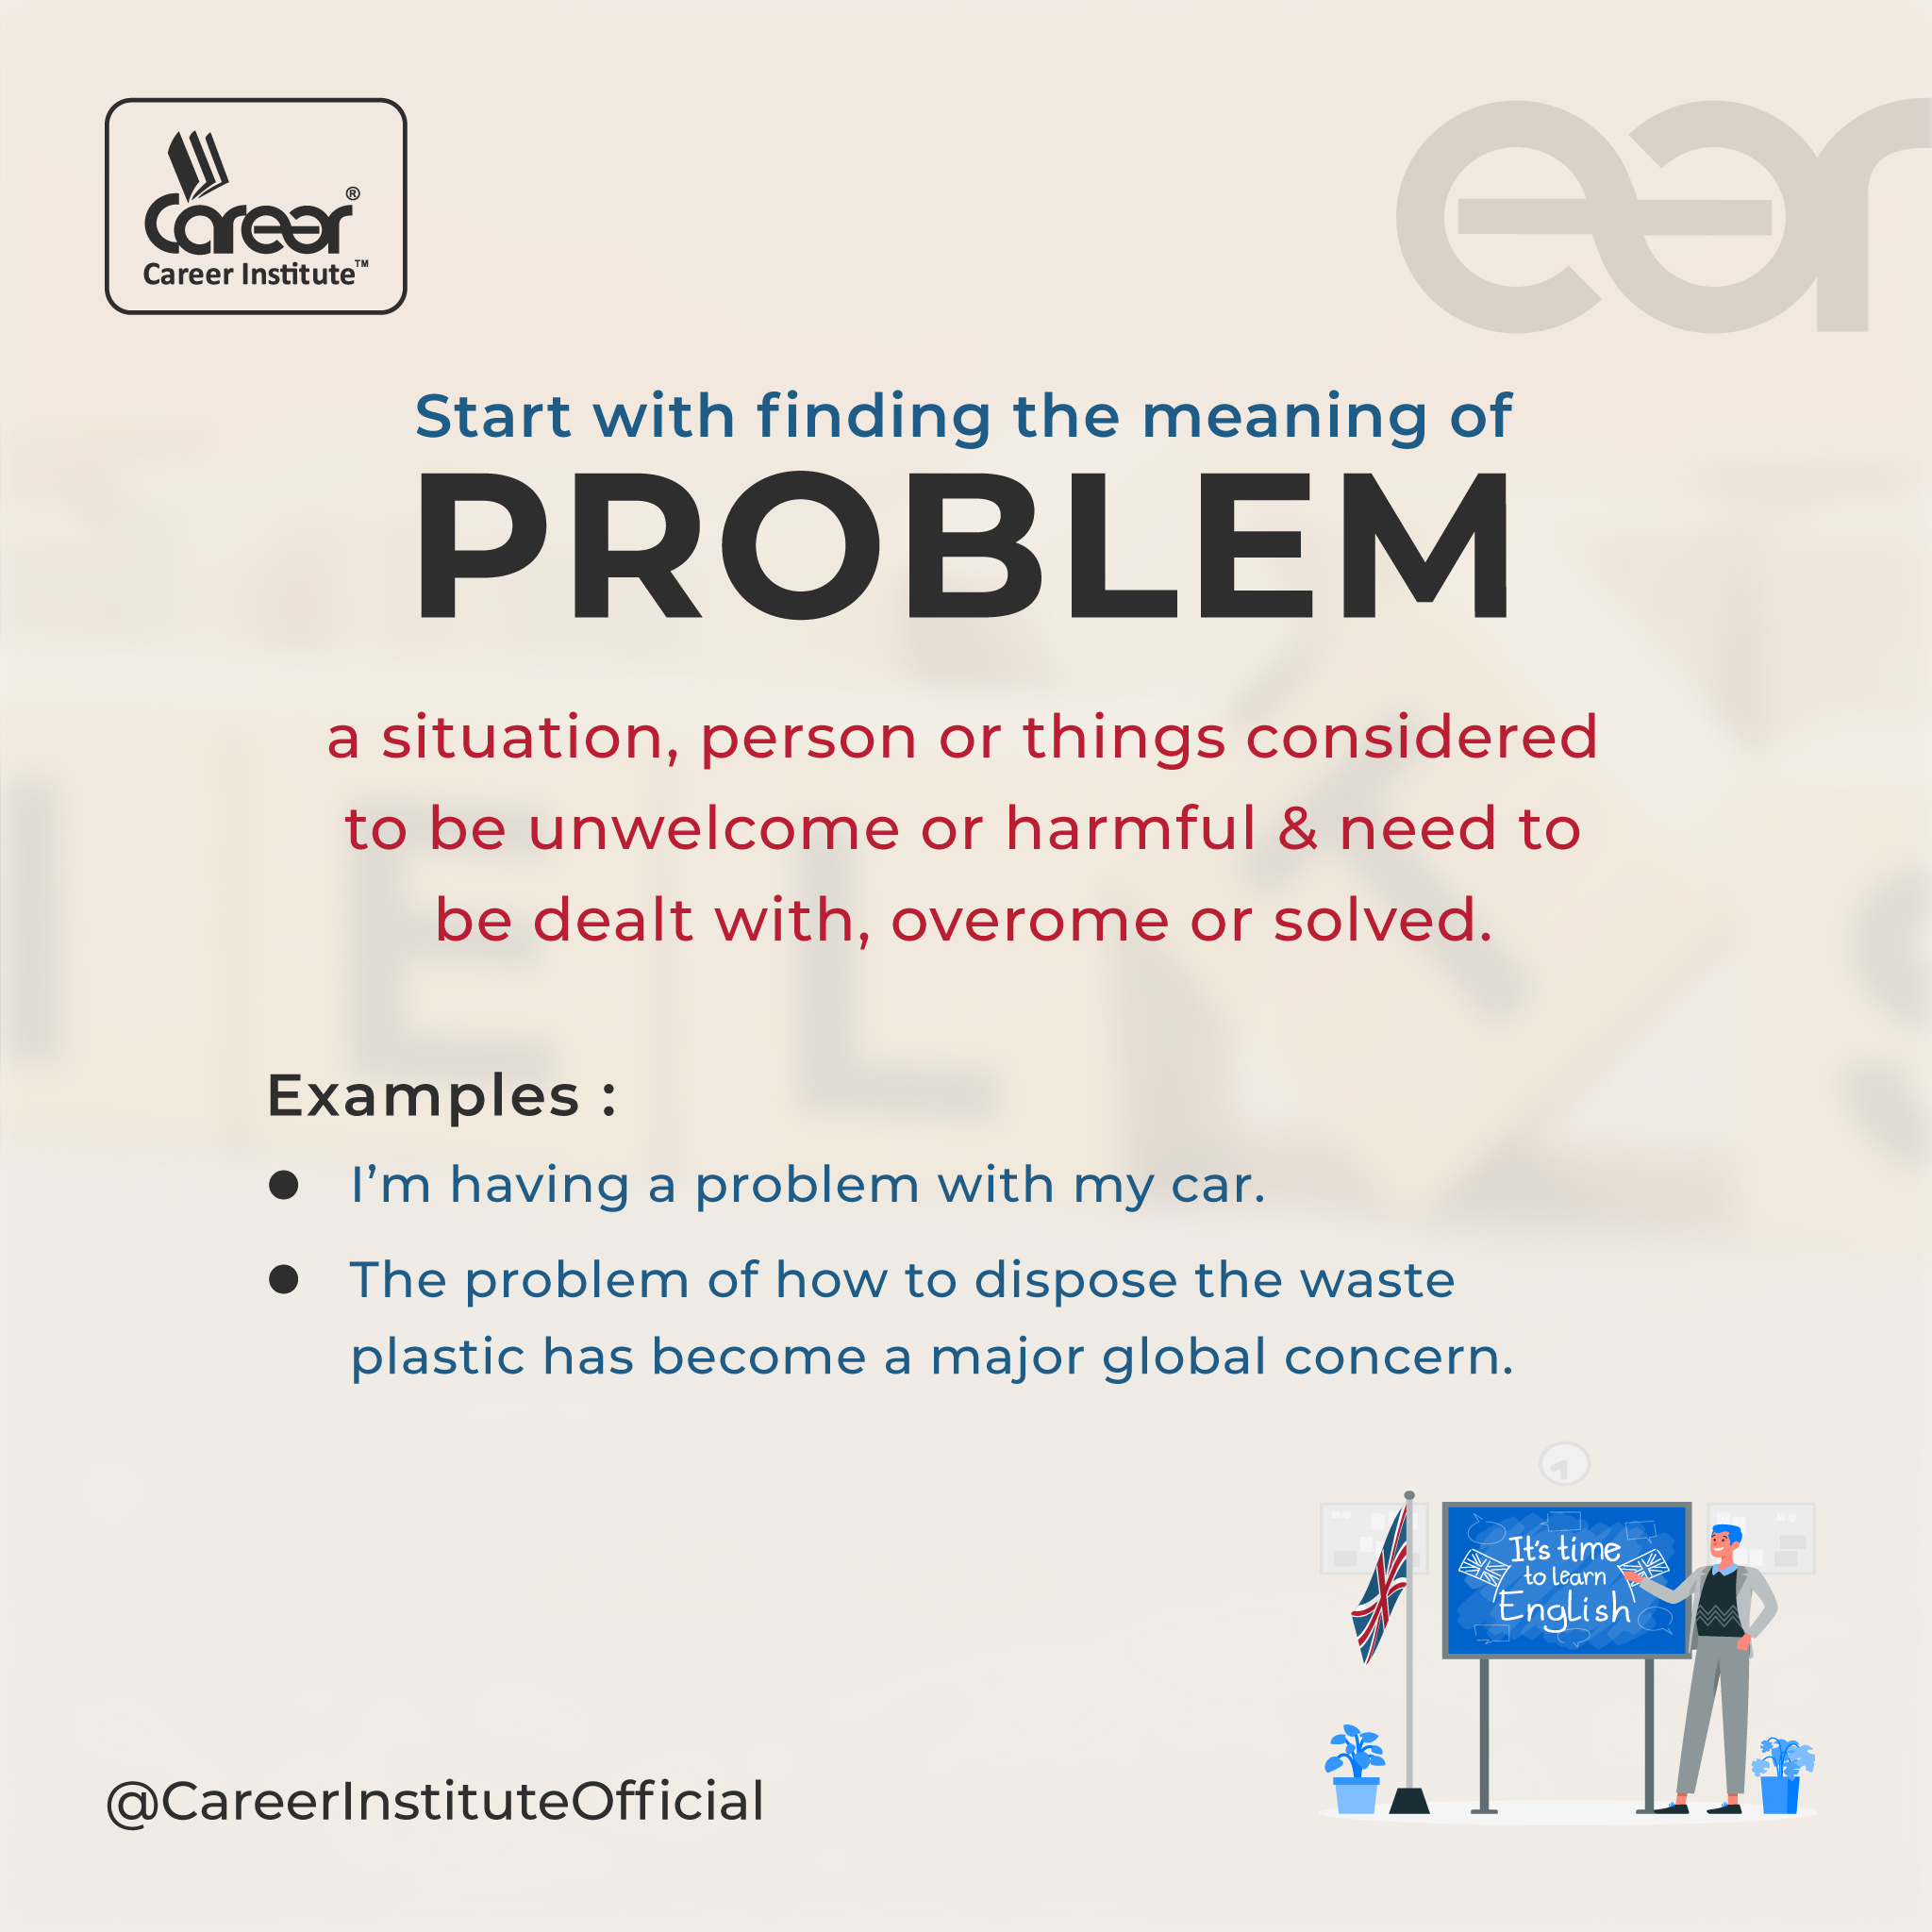 Career®
Career Institute™
ear
Start with finding the meaning of
PROBLEM
a situation, person or things considered
to be unwelcome or harmful & need to
be dealt with, overome or solved.
I E L T S
Examples :
● I’m having a problem with my car.
● The problem of how to dispose the waste
plastic has become a major global concern.
It's time
to learn
English
@CareerInstituteOfficial